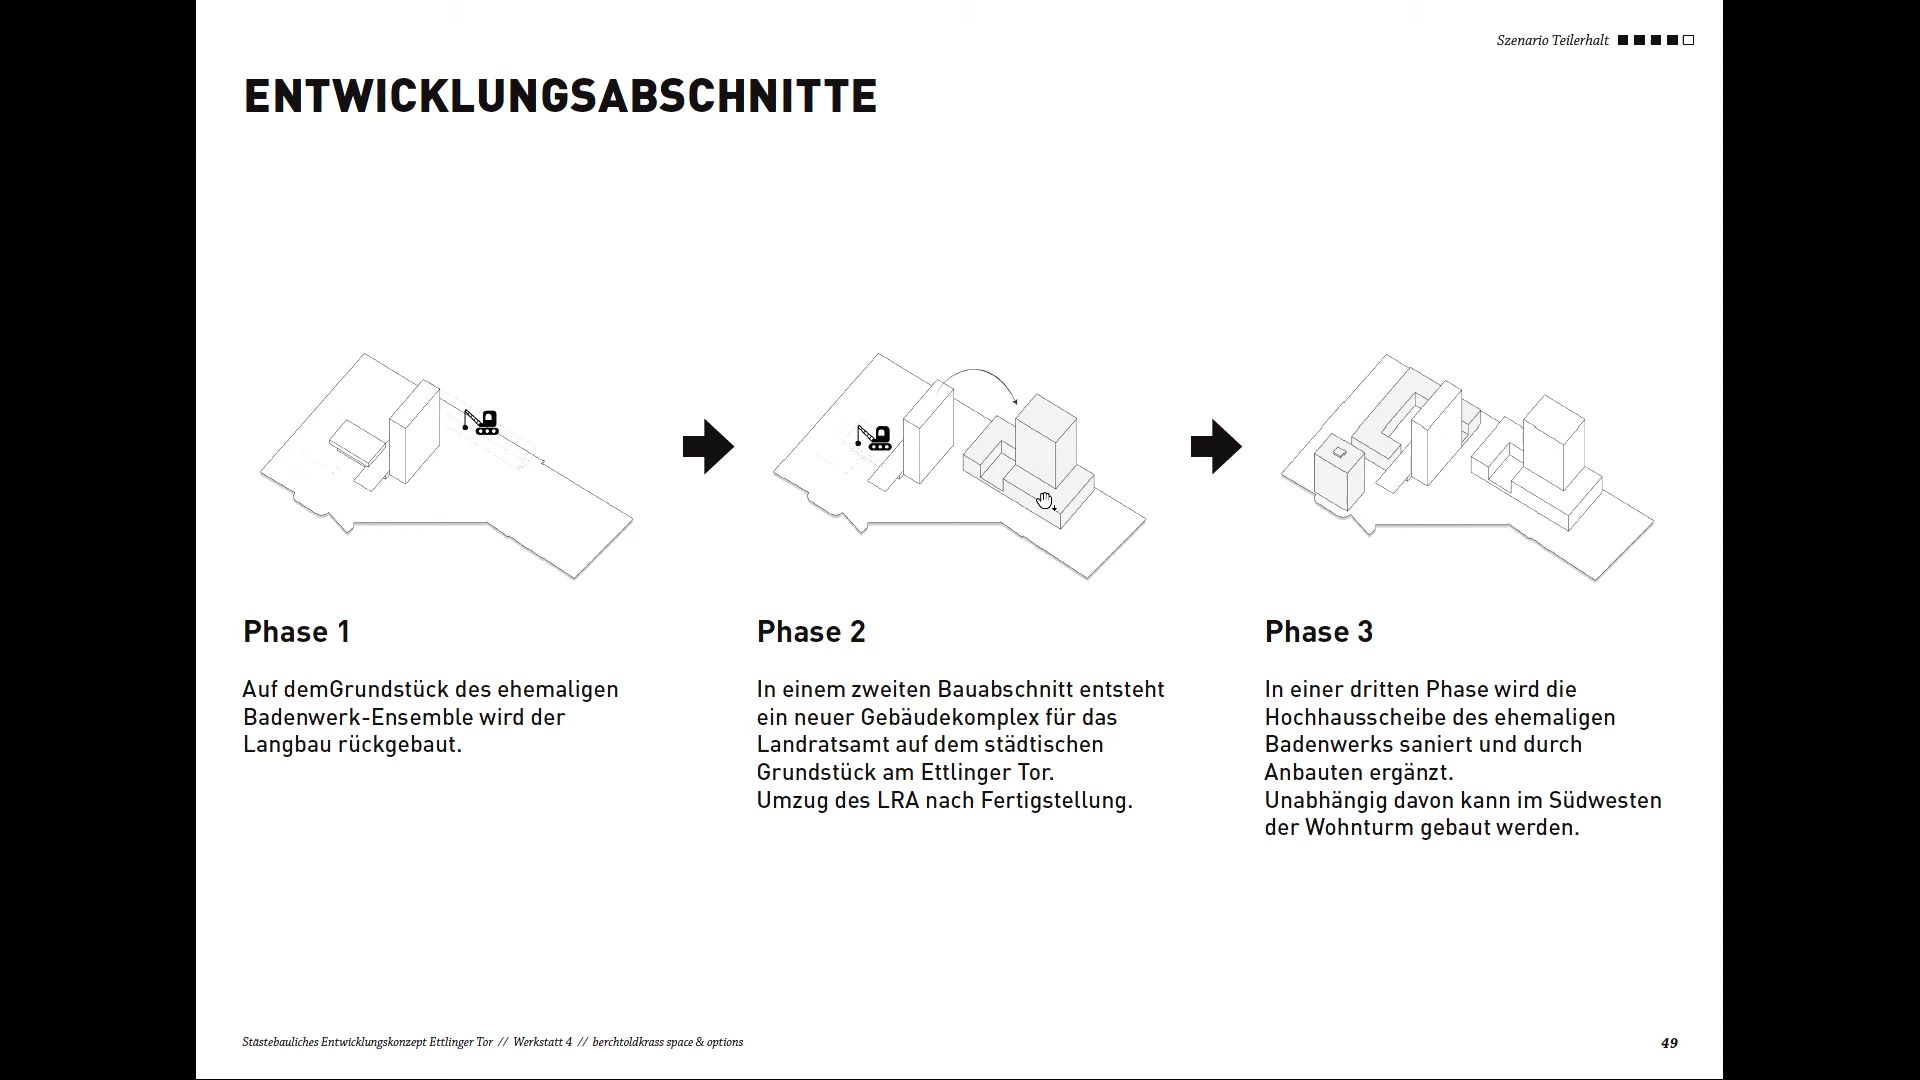 Szenario Teilerhalt
ENTWICKLUNGSABSCHNITTE
Phase 1
Auf demGrundstück des ehemaligen
Badenwerk-Ensemble wird der
Langbau rückgebaut.
Phase 2
In einem zweiten Bauabschnitt entsteht
ein neuer Gebäudekomplex für das
Landratsamt auf dem städtischen
Grundstück am Ettlinger Tor.
Umzug des LRA nach Fertigstellung.
Phase 3
In einer dritten Phase wird die
Hochhausscheibe des ehemaligen
Badenwerks saniert und durch
Anbauten ergänzt.
Unabhängig davon kann im Südwesten
der Wohnturm gebaut werden.
Stästebauliches Entwicklungskonzept Ettlinger Tor // Werkstatt 4 // berchtoldkrass space & options
49